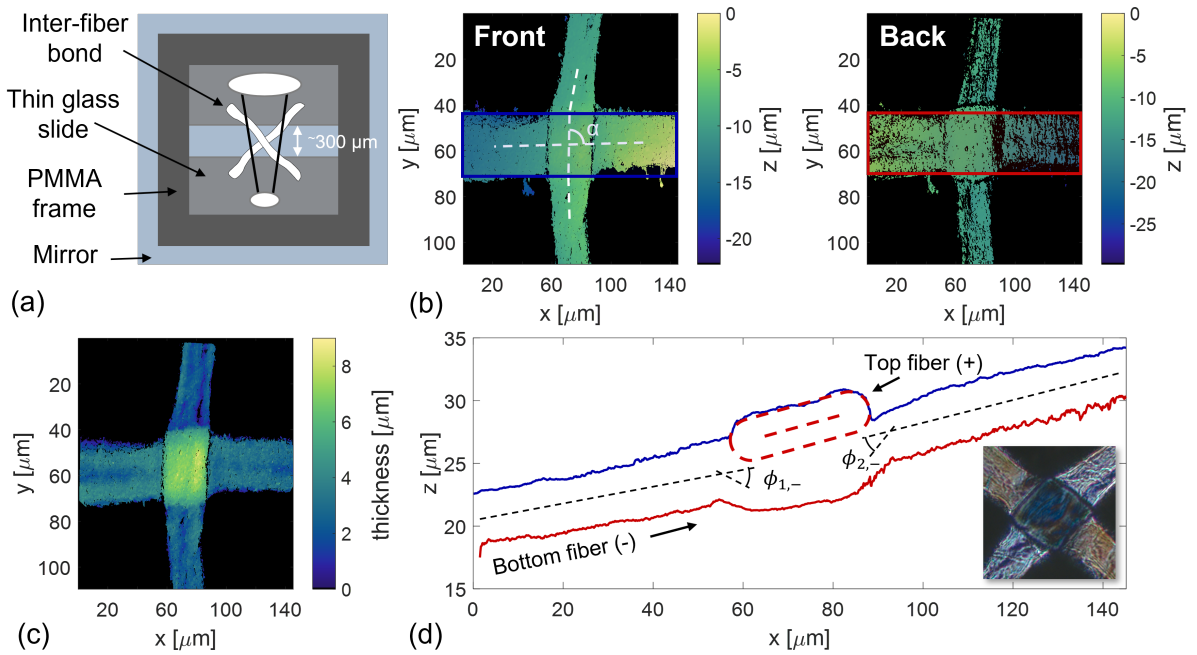 Inter-fiber
bond
Thin glass
slide
PMMA
frame
Mirror
~300 μm
(a)
Front
α
40
60
80
100
y [μm]
20
60
100
140
x [μm]
0
-5
-10
-15
-20
z [μm]
(b)
Back
40
60
80
100
y [μm]
20
60
100
140
x [μm]
0
-5
-10
-15
-20
-25
z [μm]
20
40
60
80
100
y [μm]
20
60
100
140
x [μm]
8
6
4
2
0
thickness [μm]
(c)
35
30
25
20
15
z [μm]
0
20
40
60
80
100
120
140
x [μm]
Top fiber (+)
ϕ1,−
ϕ2,−
Bottom fiber (-)
(d)